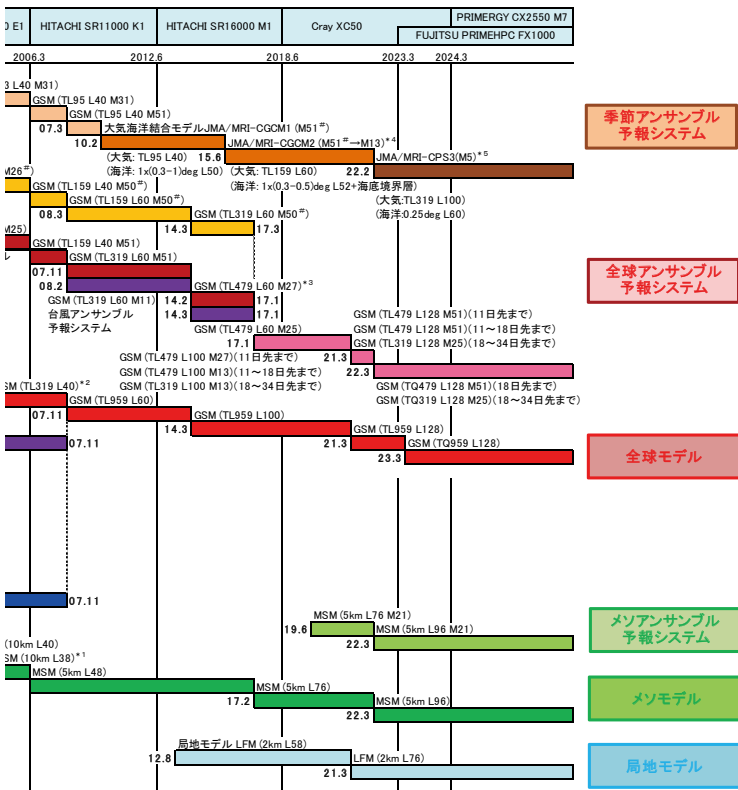 0 E1 HITACHI SR11000 K1 HITACHI SR16000 M1 Cray XC50 PRIMERGY CX2550 M7
FUJITSU PRIMEHPC FX1000
2006.3 2012.6 2018.6 2023.3 2024.3
3 L40 M31)
GSM (TL95 L40 M31)
GSM (TL95 L40 M51)
07.3 大気海洋結合モデルJMA/MRI-CGCM1 (M51#)
10.2 JMA/MRI-CGCM2 (M51#→M13)*4
(大気: TL95 L40) 15.6 JMA/MRI-CPS3(M5)*5
(海洋: 1x(0.3-1)deg L50) (大気: TL159 L60) 22.2
(海洋: 1x(0.3-0.5)deg L52+海底境界層)
(大気:TL319 L100)
(海洋:0.25deg L60)
季節アンサンブル
予報システム
M26#)
GSM (TL159 L40 M50#)
08.3 GSM (TL159 L60 M50#)
14.3 GSM (TL319 L60 M50#) 17.3
M25)
GSM (TL159 L40 M51)
ル
GSM (TL319 L60 M51)
07.11
08.2 GSM (TL479 L60 M27)*3
GSM (TL319 L60 M11) 14.2 17.1
台風アンサンブル 14.3 17.1
予報システム
GSM (TL479 L60 M25)
17.1
GSM (TL479 L128 M51)(11日先まで)
GSM (TL479 L128 M51)(11~18日先まで)
GSM (TL319 L128 M25)(18~34日先まで)
GSM (TL479 L100 M27)(11日先まで) 21.3
GSM (TL479 L100 M13)(11~18日先まで) 22.3
GSM (TL319 L100 M13)(18~34日先まで)
GSM (TQ479 L128 M51)(18日先まで)
GSM (TQ319 L128 M25)(18~34日先まで)
全球アンサンブル
予報システム
SM (TL319 L40)*2
07.11 GSM (TL959 L60)
14.3 GSM (TL959 L100)
21.3 GSM (TL959 L128)
07.11
23.3 GSM (TQ959 L128)
全球モデル
07.11
MSM (5km L76 M21)
19.6 MSM (5km L96 M21)
22.3
メソアンサンブル
予報システム
(10km L40)
SM (10km L38)*1
MSM (5km L48)
17.2 MSM (5km L76)
22.3 MSM (5km L96)
メソモデル
局地モデル LFM (2km L58)
12.8 LFM (2km L76)
21.3
局地モデル